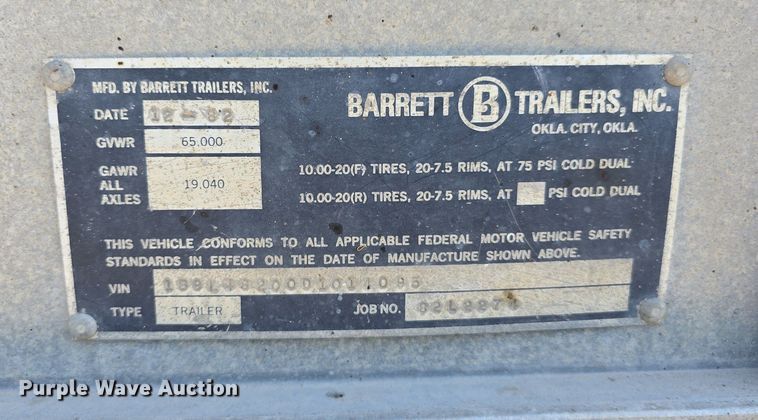 MFD. BY BARRETT TRAILERS, INC.
DATE 12-82
GVWR 65,000
GAWR ALL AXLES 19,040
BARRETT B TRAILERS, INC.
OKLA. CITY, OKLA.
10.00-20(F) TIRES, 20-7.5 RIMS, AT 75 PSI COLD DUAL
10.00-20(R) TIRES, 20-7.5 RIMS, AT PSI COLD DUAL
THIS VEHICLE CONFORMS TO ALL APPLICABLE FEDERAL MOTOR VEHICLE SAFETY
STANDARDS IN EFFECT ON THE DATE OF MANUFACTURE SHOWN ABOVE.
VIN
TYPE TRAILER JOB NO.
Purple Wave Auction